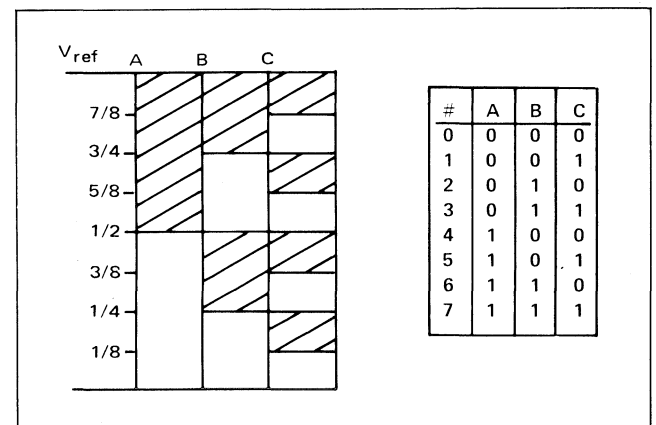 V ref A B C
7/8
3/4
5/8
1/2
3/8
1/4
1/8
# A B C
0 0 0 0
1 0 0 1
2 0 1 0
3 0 1 1
4 1 0 0
5 1 0 1
6 1 1 0
7 1 1 1